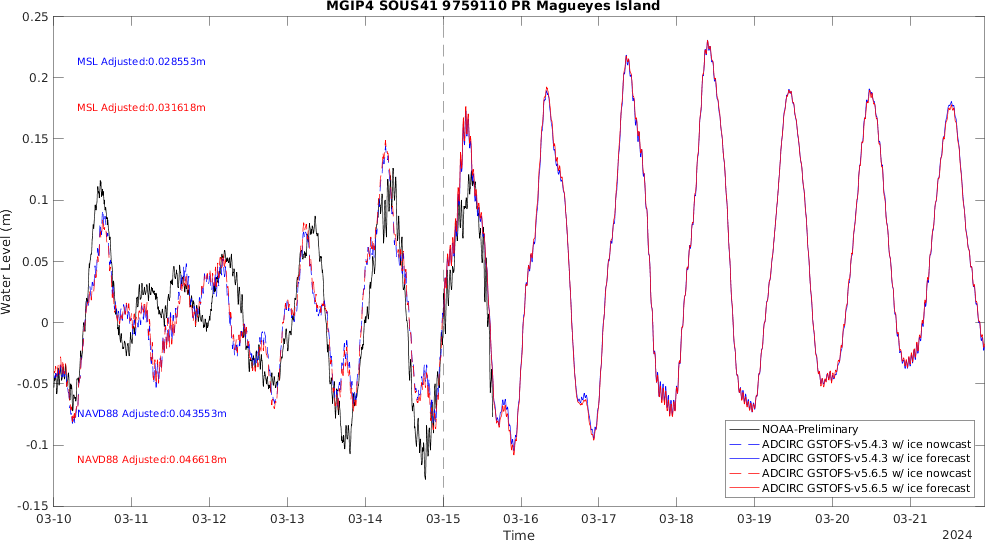 MGIP4 SOUS41 9759110 PR Magueyes Island
0.25
0.2
0.15
0.1
0.05
0
-0.05
-0.1
-0.15
Water Level (m)
MSL Adjusted:0.028553m
MSL Adjusted:0.031618m
NAVD88 Adjusted:0.043553m
NAVD88 Adjusted:0.046618m
NOAA-Preliminary
ADCIRC GSTOFS-v5.4.3 w/ ice nowcast
ADCIRC GSTOFS-v5.4.3 w/ ice forecast
ADCIRC GSTOFS-v5.6.5 w/ ice nowcast
ADCIRC GSTOFS-v5.6.5 w/ ice forecast
03-10 03-11 03-12 03-13 03-14 03-15 03-16 03-17 03-18 03-19 03-20 03-21
Time
2024